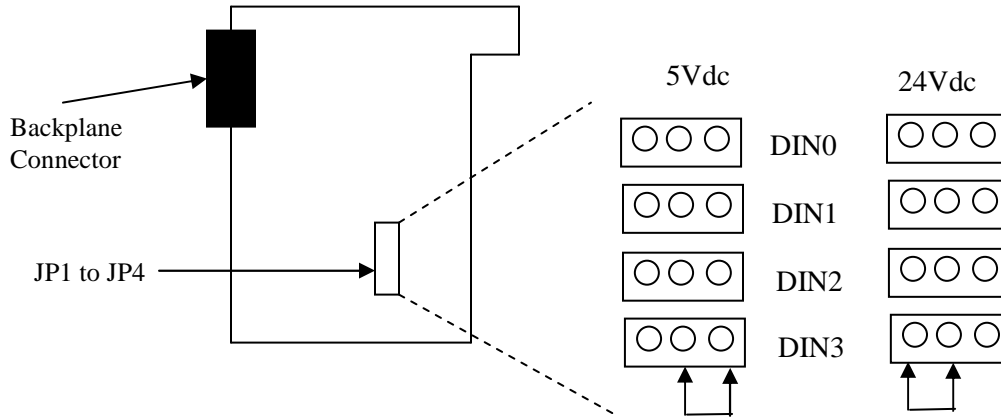 5Vdc
24Vdc
Backplane
Connector
DIN0
DIN1
DIN2
JP1 to JP4
DIN3